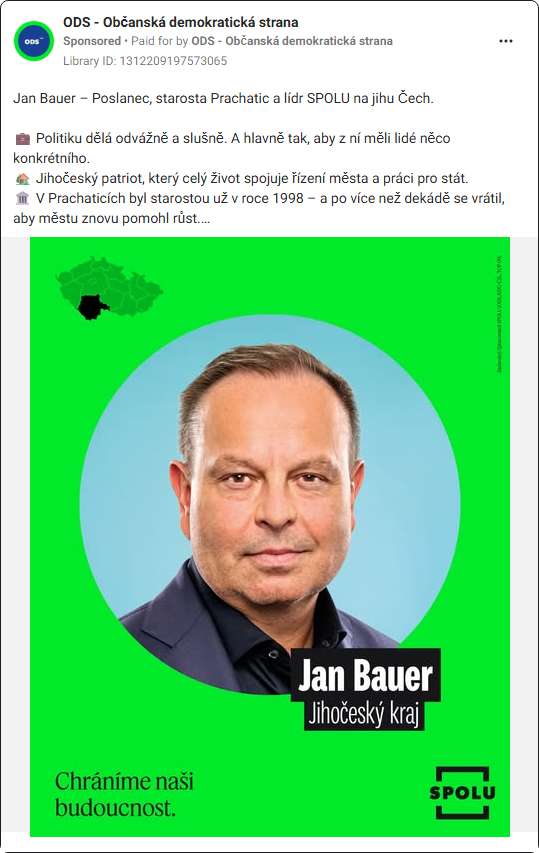 ODS - Občanská demokratická strana
Sponsored • Paid for by ODS - Občanská demokratická strana
Library ID: 1312209197573065
Jan Bauer – Poslanec, starosta Prachatic a lídr SPOLU na jihu Čech.
💼 Politiku dělá odvážně a slušně. A hlavně tak, aby z ní měli lidé něco
konkrétního.
🏡 Jihočeský patriot, který celý život spojuje řízení města a práci pro stát.
🏛️ V Prachaticích byl starostou už v roce 1998 – a po více než dekádě se vrátil,
aby městu znovu pomohl růst....
ODS
Jan Bauer
Jihočeský kraj
Chráníme naši
budoucnost.
SPOLU